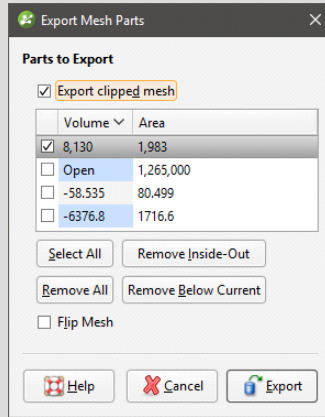 Export Mesh Parts
Parts to Export
Export clipped mesh
Volume Area
8,130 1,983
Open 1,265,000
-58.535 80.499
-6376.8 1716.6
Select All Remove Inside-Out
Remove All Remove Below Current
Flip Mesh
Help Cancel Export